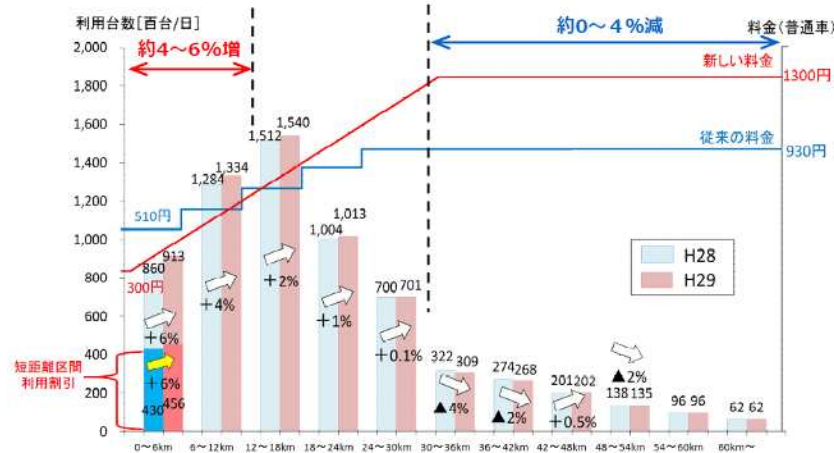 利用台数[百台/日]
料金(普通車)
約4～6%増
約0～4%減
新しい料金
1300円
従来の料金
930円
510円
300円
2,000
1,800
1,600
1,400
1,200
1,000
800
600
400
200
0
860
913
1,284
1,334
1,512
1,540
1,004
1,013
700
701
322
309
274
268
201
202
138
135
96
96
62
62
+6%
+4%
+2%
+1%
+0.1%
▲4%
▲2%
+0.5%
▲2%
H28
H29
短距離区間
利用割引
+6%
430
456
0～6km
6～12km
12～18km
18～24km
24～30km
30～36km
36～42km
42～48km
48～54km
54～60km
60km～